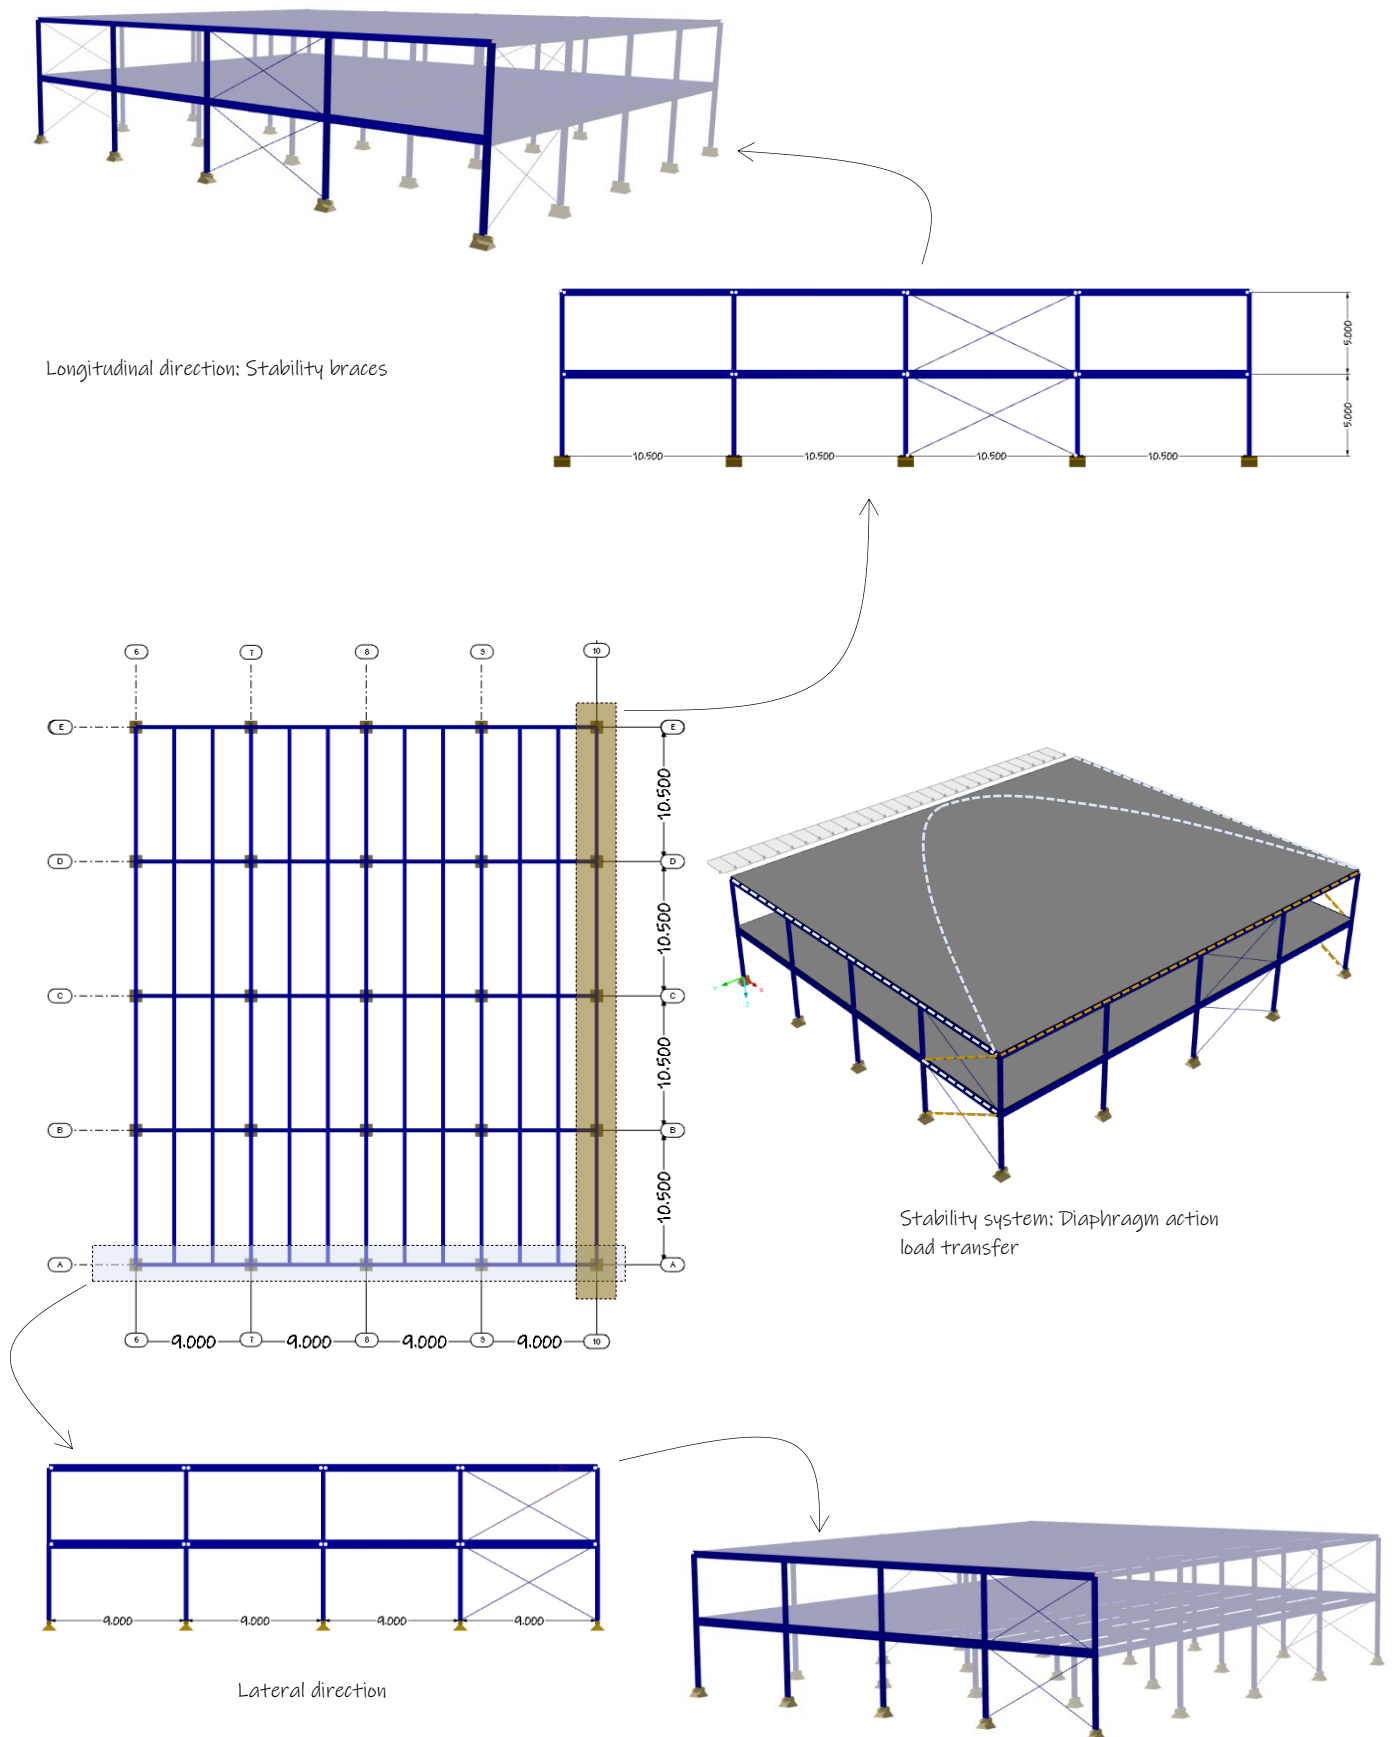 5.000
5.000
Longitudinal direction: Stability braces
10.500 10.500 10.500 10.500
6 7 8 9 10
E E
10.500
D D
10.500
C C
10.500
B B
10.500
A A
6 9.000 7 9.000 8 9.000 9 9.000 10
Y X
Z
Stability system: Diaphragm action
load transfer
9.000 9.000 9.000 9.000
Lateral direction